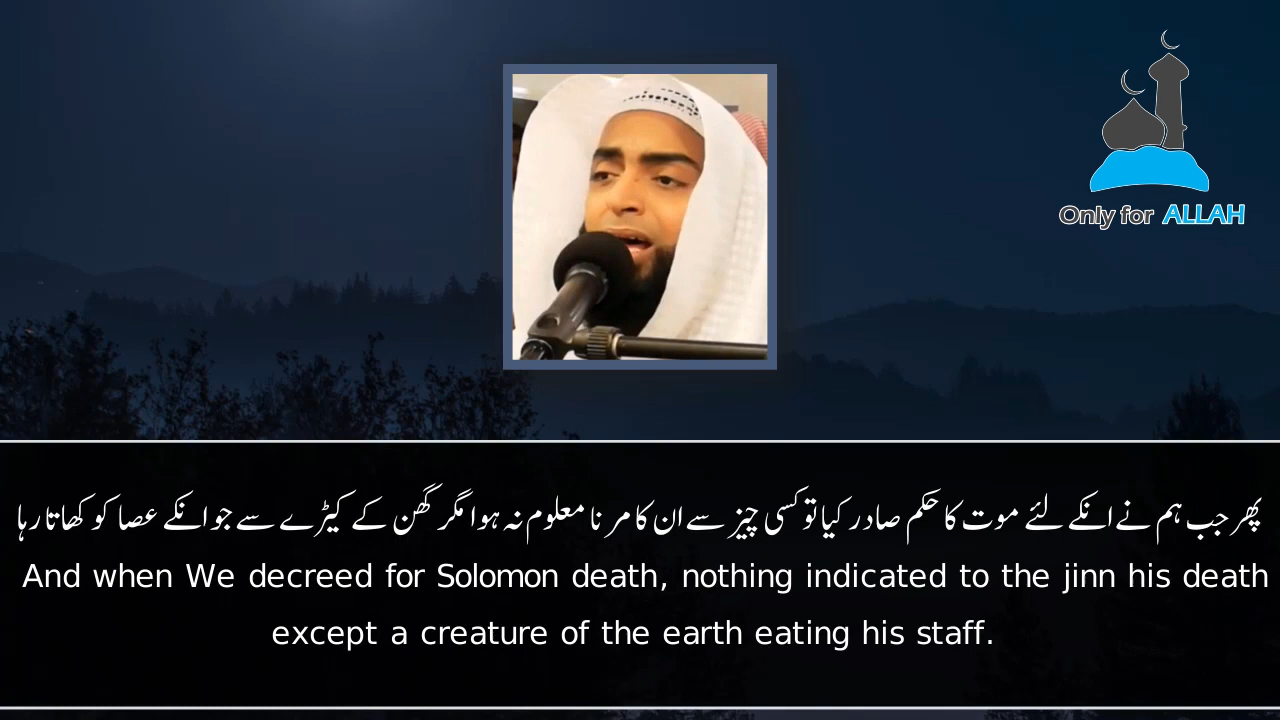 Only for ALLAH
پھر جب ہم نے انکے لئے موت کا حکم صادر کیا تو کسی چیز سے ان کا مرنا معلوم نہ ہوا مگر گھن کے کیڑے سے جو انکے عصا کو کھاتا رہا
And when We decreed for Solomon death, nothing indicated to the jinn his death
except a creature of the earth eating his staff.